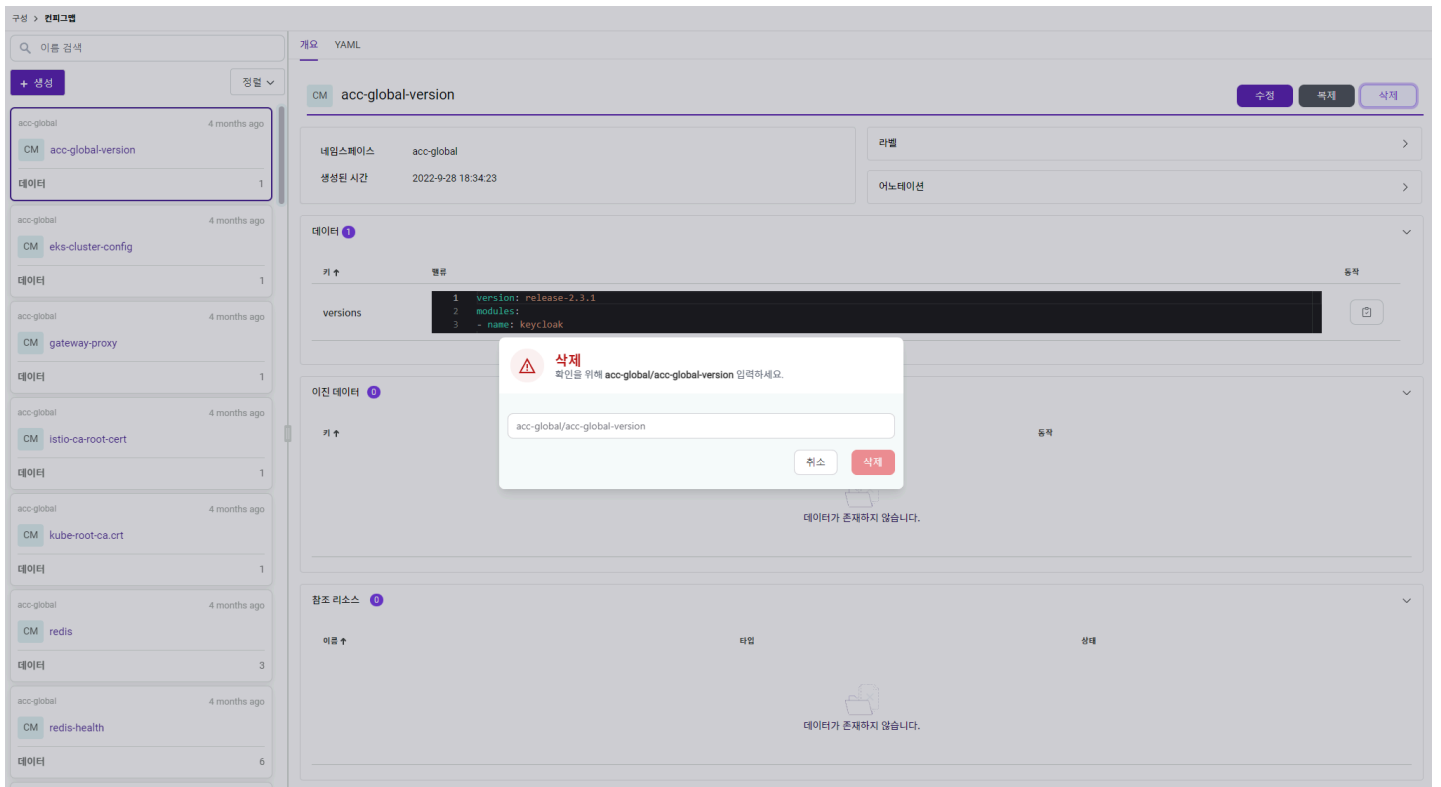 구성 > 컨피그맵
이름 검색
+ 생성
정렬
acc-global 4 months ago
CM acc-global-version
데이터 1
acc-global 4 months ago
CM eks-cluster-config
데이터 1
acc-global 4 months ago
CM gateway-proxy
데이터 1
acc-global 4 months ago
CM istio-ca-root-cert
데이터 1
acc-global 4 months ago
CM kube-root-ca.crt
데이터 1
acc-global 4 months ago
CM redis
데이터 3
acc-global 4 months ago
CM redis-health
데이터 6
개요 YAML
CM acc-global-version
수정 복제 삭제
네임스페이스 acc-global
생성된 시간 2022-9-28 18:34:23
라벨
어노테이션
데이터 1
키 밸류 동작
versions
1 version: release-2.3.1
2 modules:
3 - name: keycloak
삭제
확인을 위해 acc-global/acc-global-version 입력하세요.
acc-global/acc-global-version
취소 삭제
이진 데이터 0
키 동작
데이터가 존재하지 않습니다.
참조 리소스 0
이름 타입 상태
데이터가 존재하지 않습니다.